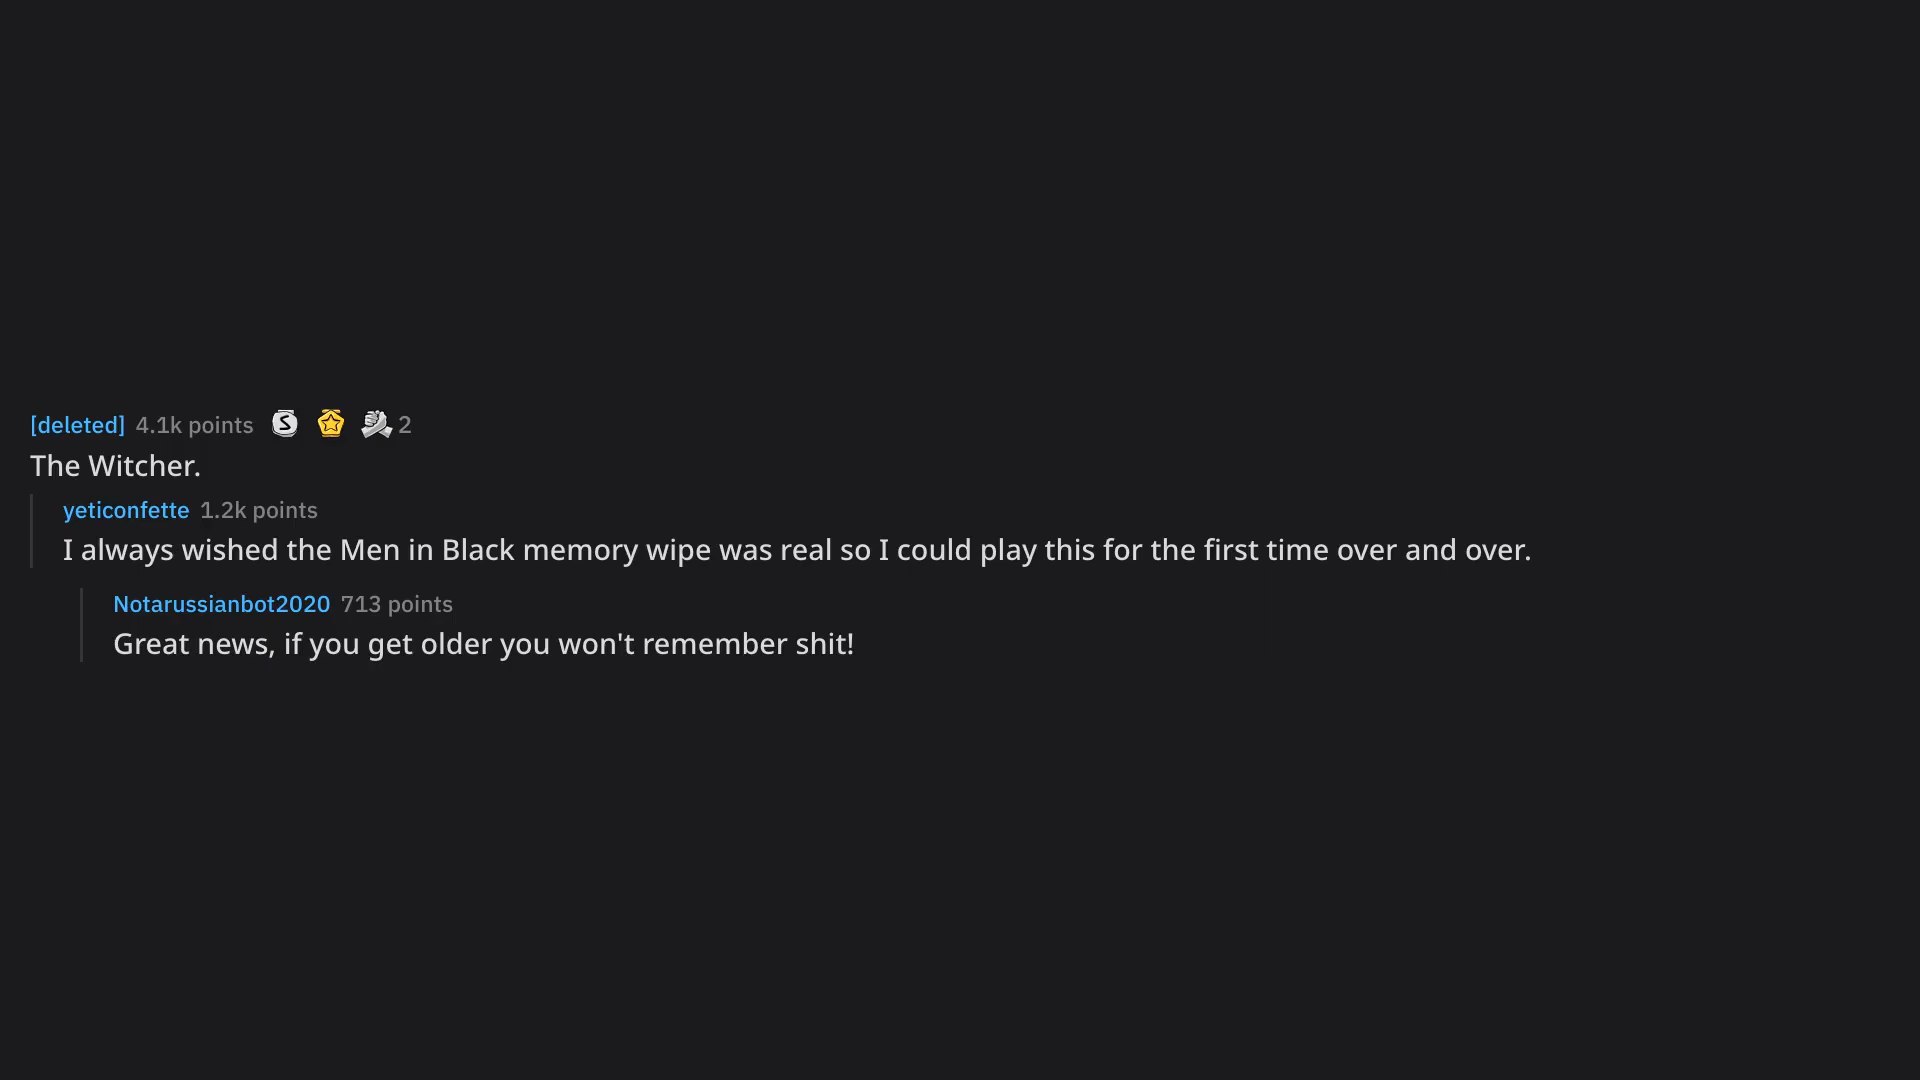 [deleted] 4.1k points S 2
The Witcher.
yeticonfette 1.2k points
I always wished the Men in Black memory wipe was real so I could play this for the first time over and over.
Notarussianbot2020 713 points
Great news, if you get older you won't remember shit!